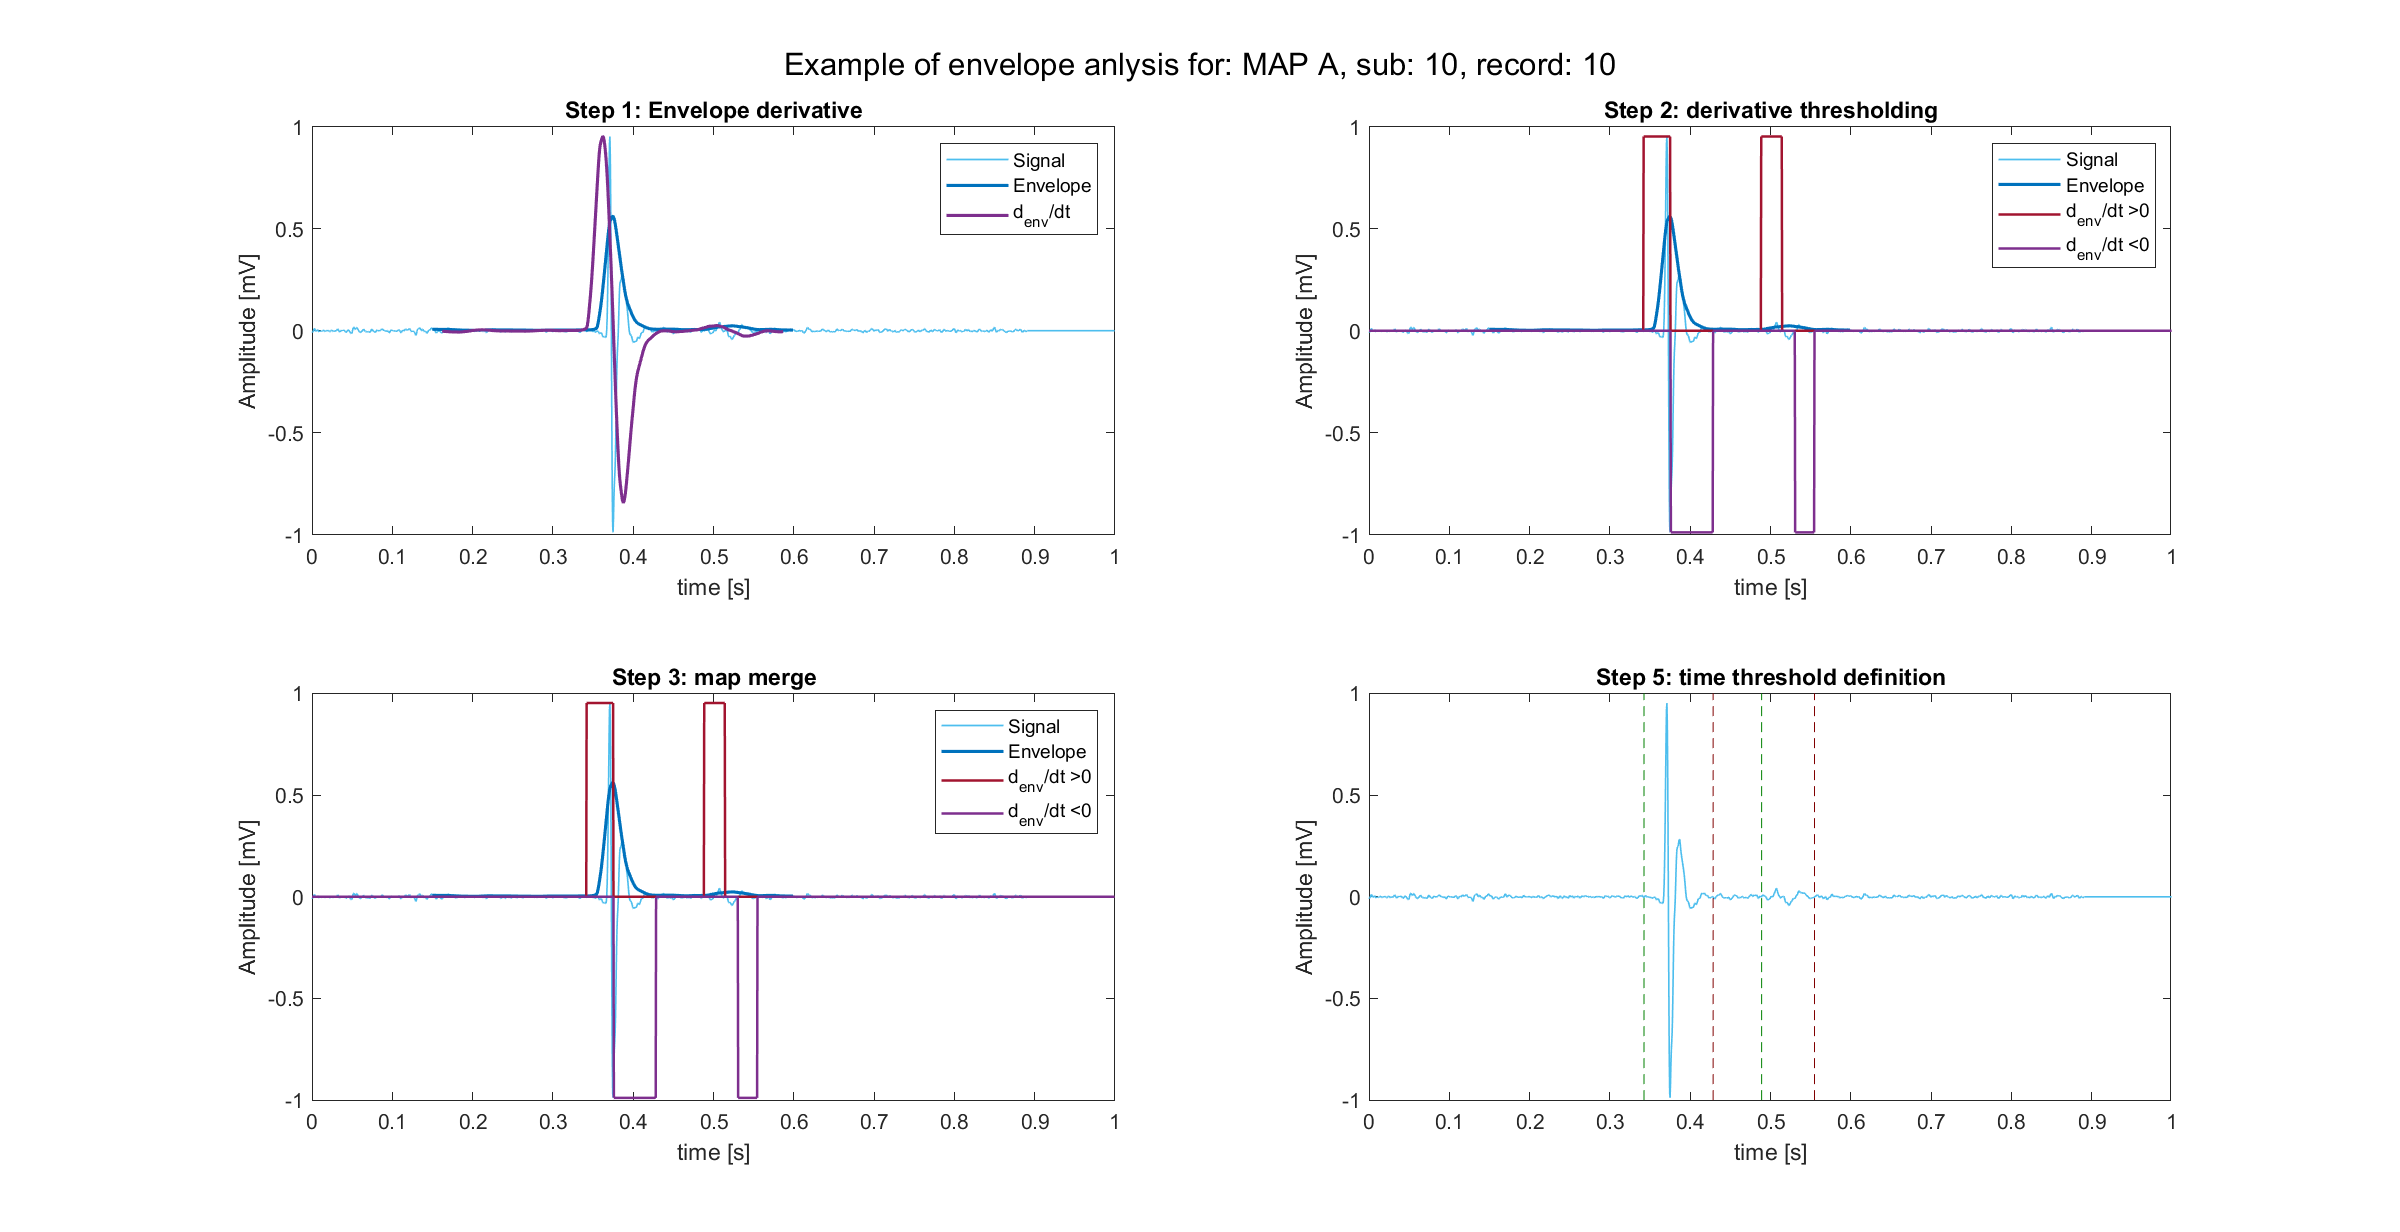 Example of envelope anlysis for: MAP A, sub: 10, record: 10
Step 1: Envelope derivative
1
0.5
0
-0.5
-1
0 0.1 0.2 0.3 0.4 0.5 0.6 0.7 0.8 0.9 1
time [s]
Amplitude [mV]
Signal
Envelope
d_env/dt
Step 2: derivative thresholding
1
0.5
0
-0.5
-1
0 0.1 0.2 0.3 0.4 0.5 0.6 0.7 0.8 0.9 1
time [s]
Amplitude [mV]
Signal
Envelope
d_env/dt >0
d_env/dt <0
Step 3: map merge
1
0.5
0
-0.5
-1
0 0.1 0.2 0.3 0.4 0.5 0.6 0.7 0.8 0.9 1
time [s]
Amplitude [mV]
Signal
Envelope
d_env/dt >0
d_env/dt <0
Step 5: time threshold definition
1
0.5
0
-0.5
-1
0 0.1 0.2 0.3 0.4 0.5 0.6 0.7 0.8 0.9 1
time [s]
Amplitude [mV]